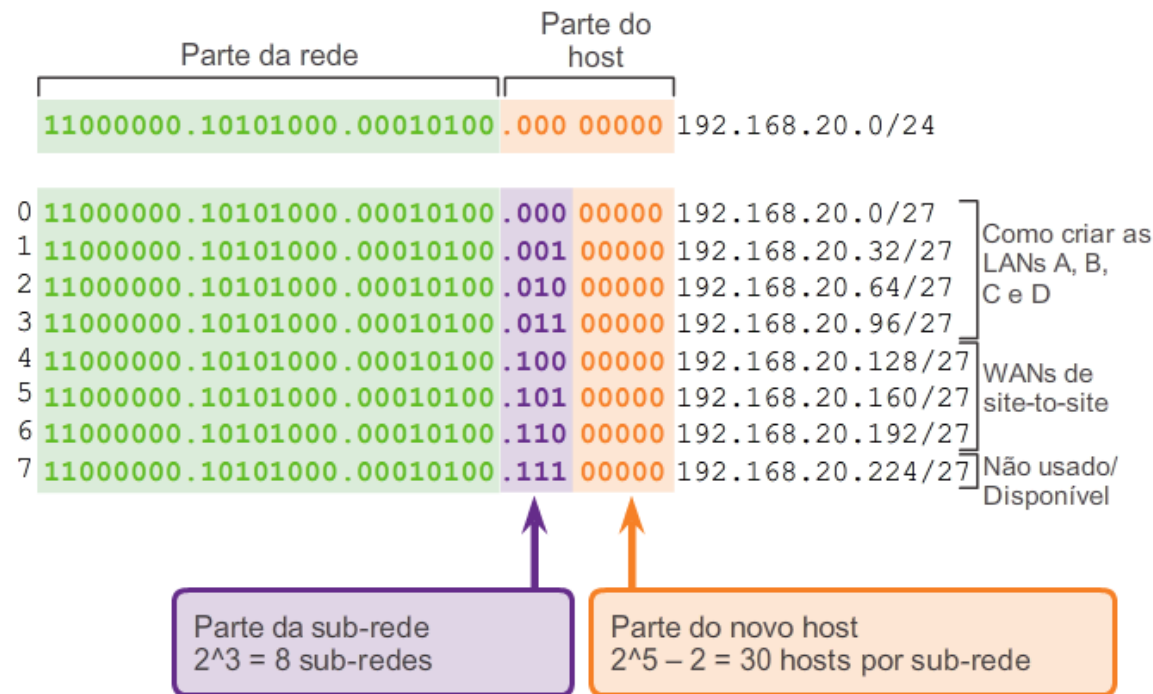 Parte da rede
Parte do
host
11000000.10101000.00010100.000 00000 192.168.20.0/24
0 11000000.10101000.00010100.000 00000 192.168.20.0/27
1 11000000.10101000.00010100.001 00000 192.168.20.32/27
2 11000000.10101000.00010100.010 00000 192.168.20.64/27
3 11000000.10101000.00010100.011 00000 192.168.20.96/27
Como criar as
LANs A, B,
C e D
4 11000000.10101000.00010100.100 00000 192.168.20.128/27
5 11000000.10101000.00010100.101 00000 192.168.20.160/27
6 11000000.10101000.00010100.110 00000 192.168.20.192/27
WANs de
site-to-site
7 11000000.10101000.00010100.111 00000 192.168.20.224/27
Não usado/
Disponível
Parte da sub-rede
2^3 = 8 sub-redes
Parte do novo host
2^5 – 2 = 30 hosts por sub-rede